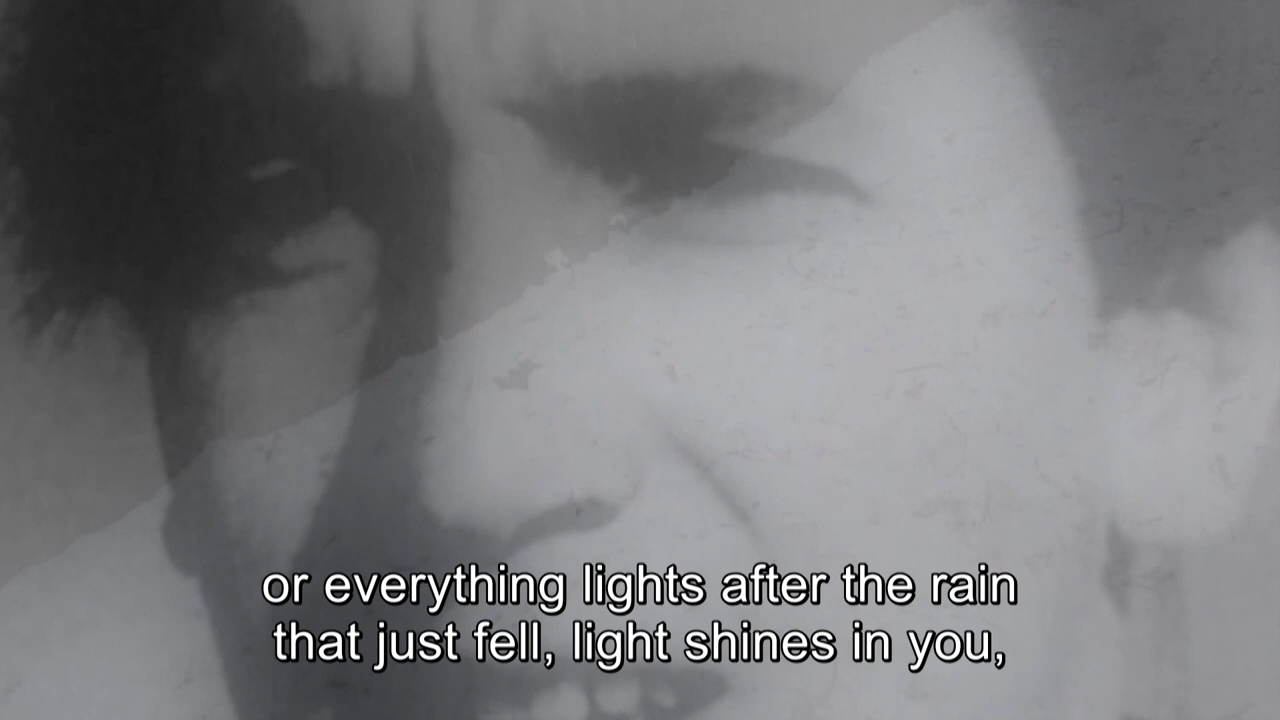 or everything lights after the rain
that just fell, light shines in you,